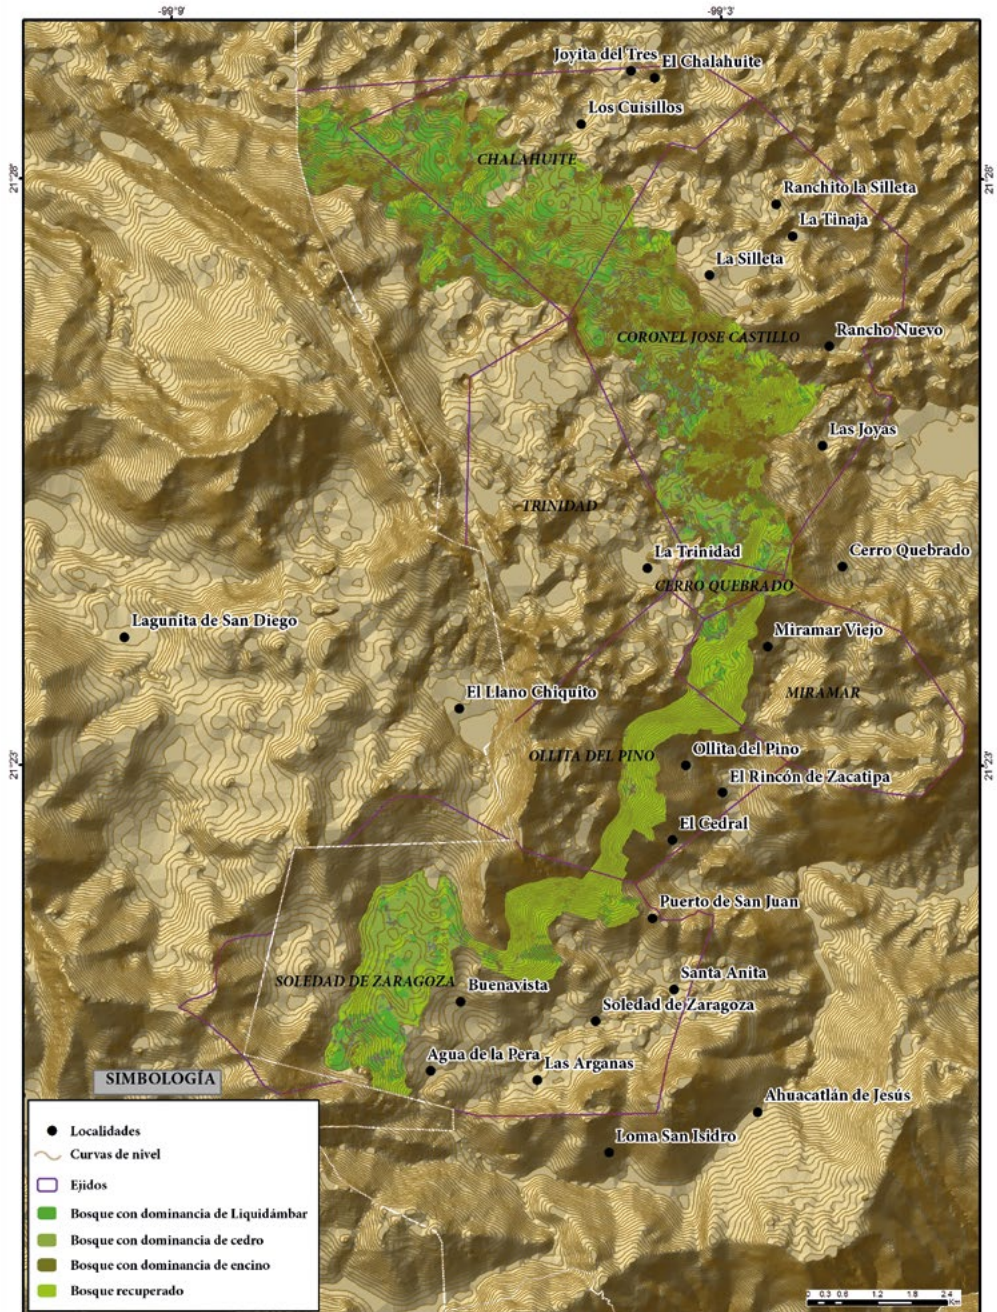 -99°9'
-99°3'
Joyita del Tres
El Chalahuite
Los Cuisillos
CHALAHUITE
21°28'
21°28'
Ranchito la Silleta
La Tinaja
La Silleta
CORONEL JOSE CASTILLO
Rancho Nuevo
Las Joyas
TRINIDAD
La Trinidad
Cerro Quebrado
CERRO QUEBRADO
Lagunita de San Diego
Miramar Viejo
El Llano Chiquito
MIRAMAR
OLLITA DEL PINO
Ollita del Pino
21°23'
21°23'
El Rincón de Zacatipa
El Cedral
Puerto de San Juan
SOLEDAD DE ZARAGOZA
Buenavista
Santa Anita
Soledad de Zaragoza
Agua de la Pera
Las Arganas
SIMBOLOGÍA
Ahuacatlán de Jesús
Loma San Isidro
Localidades
Curvas de nivel
Ejidos
Bosque con dominancia de Liquidámbar
Bosque con dominancia de cedro
Bosque con dominancia de encino
Bosque recuperado
0 0.3 0.6 1.2 1.8 2.4
Km.